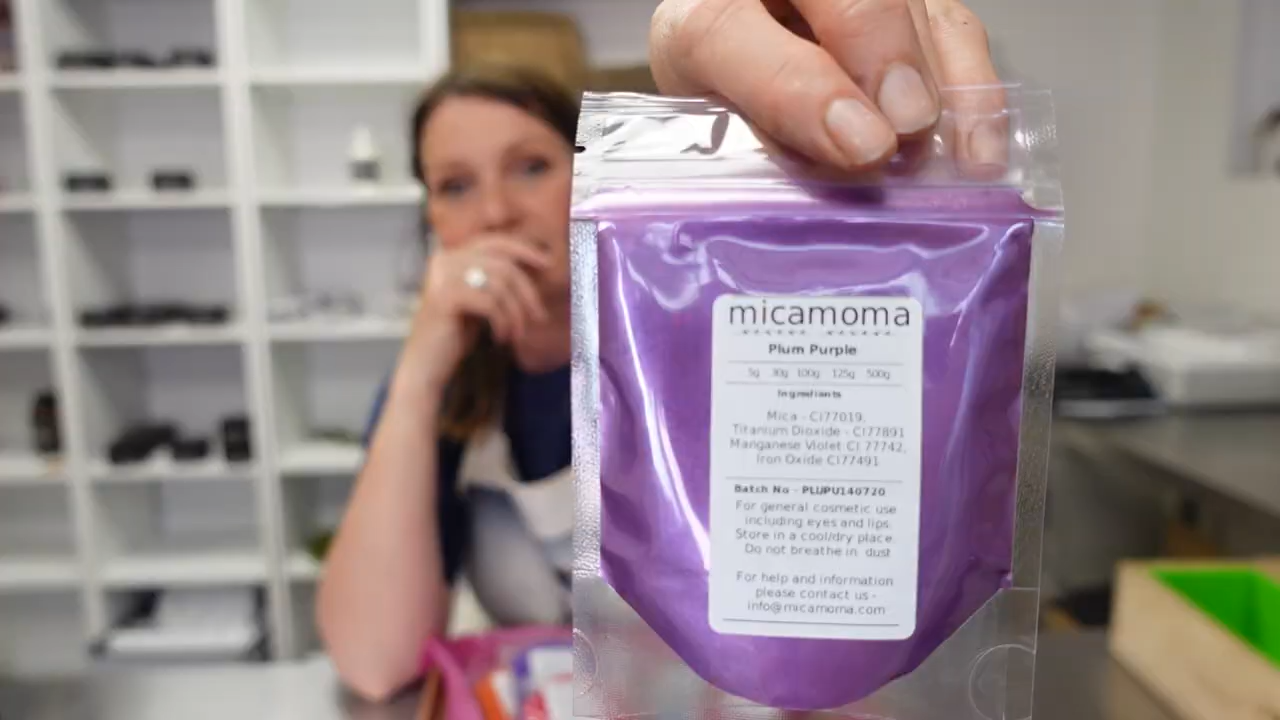 micamoma
Plum Purple
5g 30g 100g 125g 500g
Ingredients
Mica - CI77019,
Titanium Dioxide - CI77891
Manganese Violet CI 77742,
Iron Oxide CI77491
Batch No - PLUPU140720
For general cosmetic use
including eyes and lips.
Store in a cool/dry place.
Do not breathe in dust
For help and information
please contact us -
info@micamoma.com